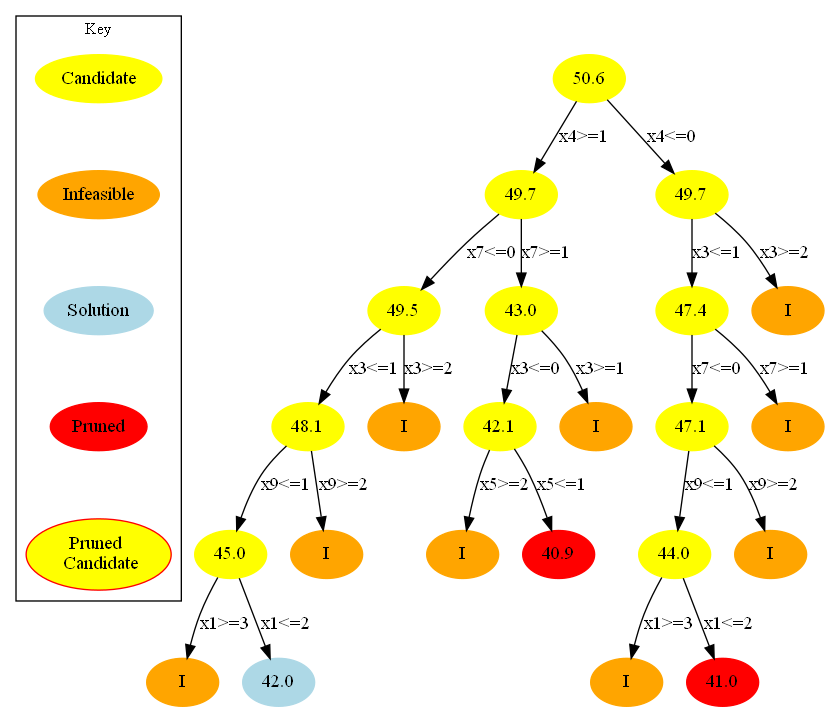 Key
Candidate
Infeasible
Solution
Pruned
Pruned
Candidate
50.6
x4>=1
x4<=0
49.7
49.7
x7<=0
x7>=1
x3<=1
x3>=2
49.5
43.0
47.4
I
x3<=1
x3>=2
x3<=0
x3>=1
x7<=0
x7>=1
48.1
I
42.1
I
47.1
I
x9<=1
x9>=2
x5>=2
x5<=1
x9<=1
x9>=2
45.0
I
I
40.9
44.0
I
x1>=3
x1<=2
x1>=3
x1<=2
I
42.0
I
41.0